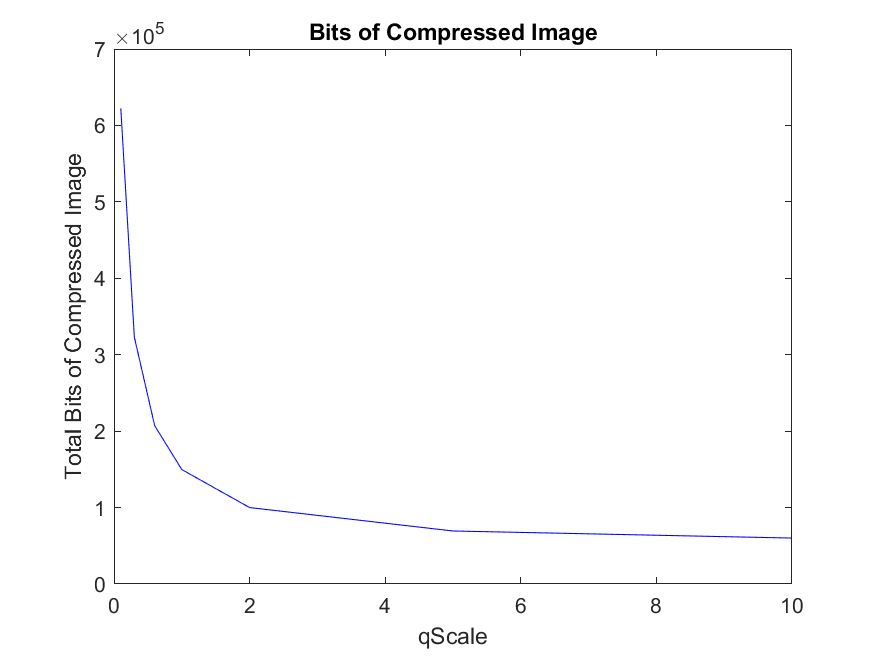 Bits of Compressed Image
×10^5
7
6
5
4
3
2
1
0
Total Bits of Compressed Image
0 2 4 6 8 10
qScale